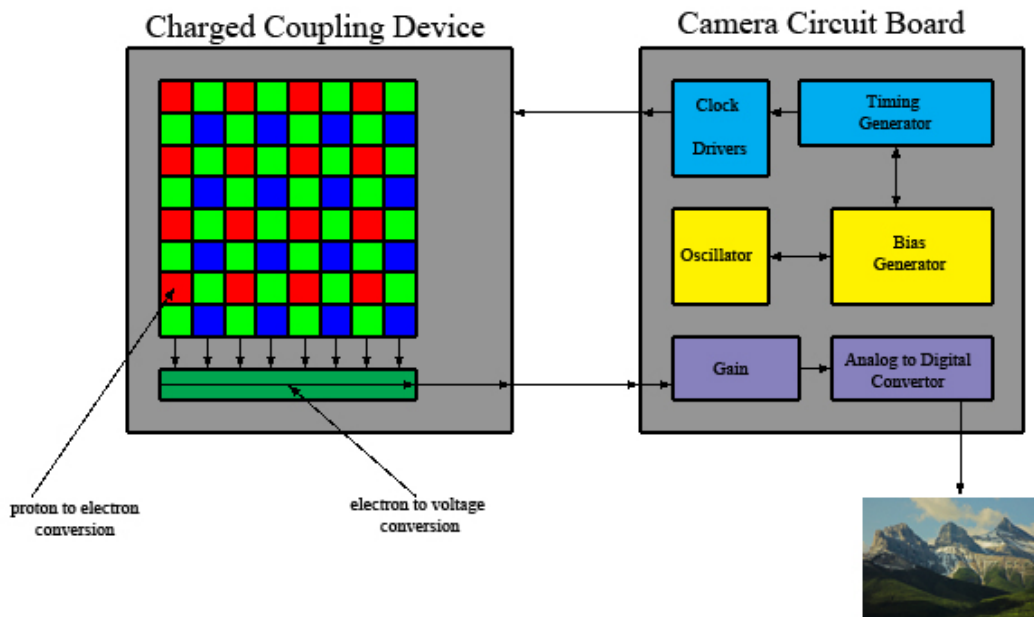 Charged Coupling Device
Camera Circuit Board
Clock
Drivers
Timing
Generator
Oscillator
Bias
Generator
Gain
Analog to Digital
Convertor
proton to electron
conversion
electron to voltage
conversion